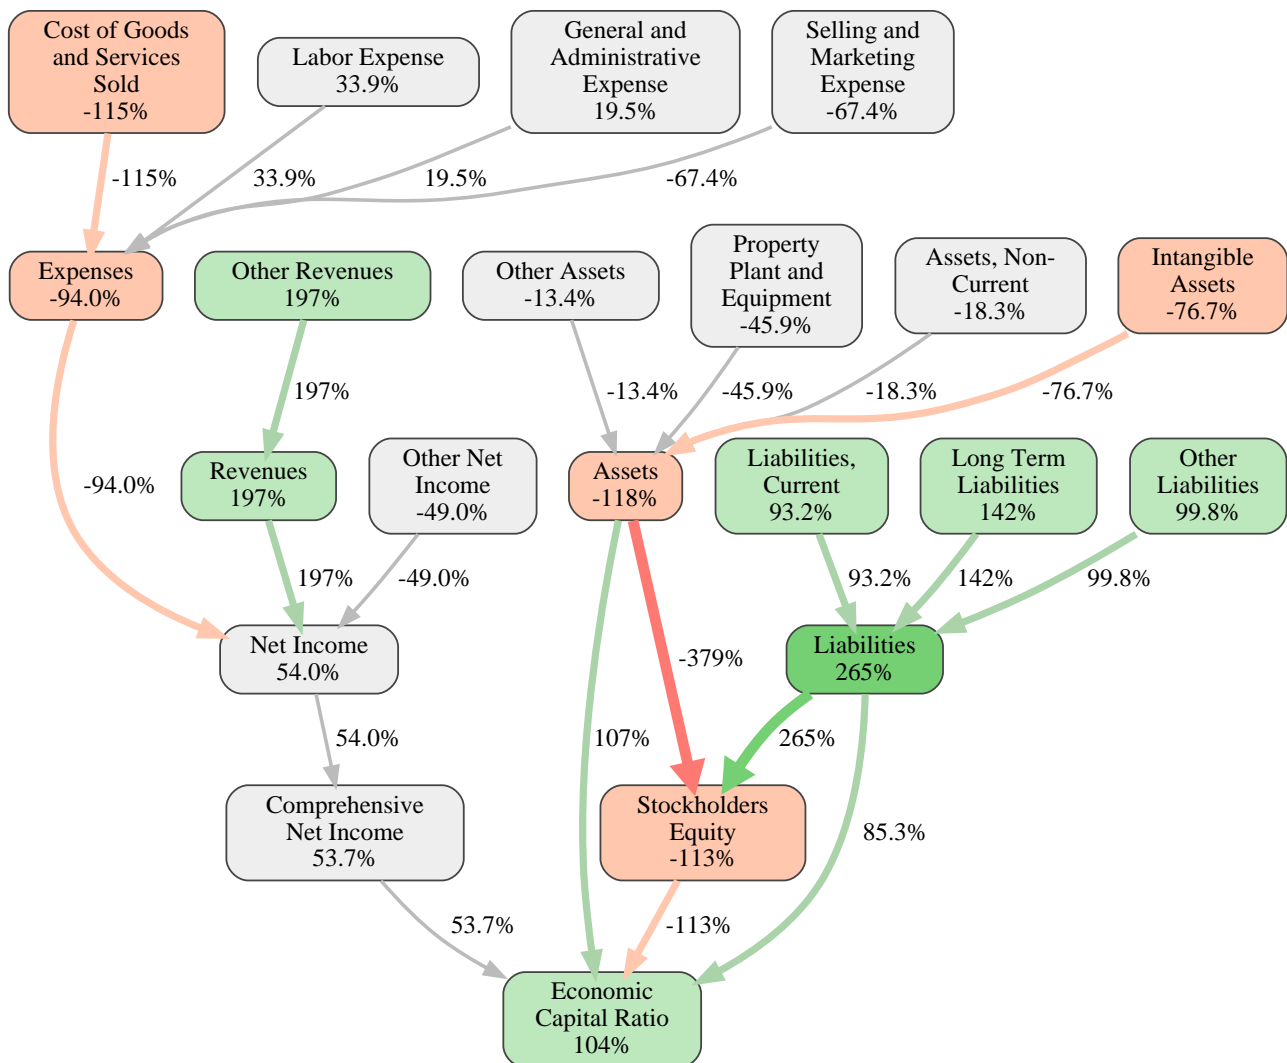 Cost of Goods
and Services
Sold
-115%
Labor Expense
33.9%
General and
Administrative
Expense
19.5%
Selling and
Marketing
Expense
-67.4%
-115%
33.9%
19.5%
-67.4%
Expenses
-94.0%
Other Revenues
197%
Other Assets
-13.4%
Property
Plant and
Equipment
-45.9%
Assets, Non-
Current
-18.3%
Intangible
Assets
-76.7%
197%
-13.4%
-45.9%
-18.3%
-76.7%
-94.0%
Revenues
197%
Other Net
Income
-49.0%
Assets
-118%
Liabilities,
Current
93.2%
Long Term
Liabilities
142%
Other
Liabilities
99.8%
197%
-49.0%
93.2%
142%
99.8%
Net Income
54.0%
-379%
Liabilities
265%
54.0%
107%
265%
Comprehensive
Net Income
53.7%
Stockholders
Equity
-113%
85.3%
53.7%
-113%
Economic
Capital Ratio
104%